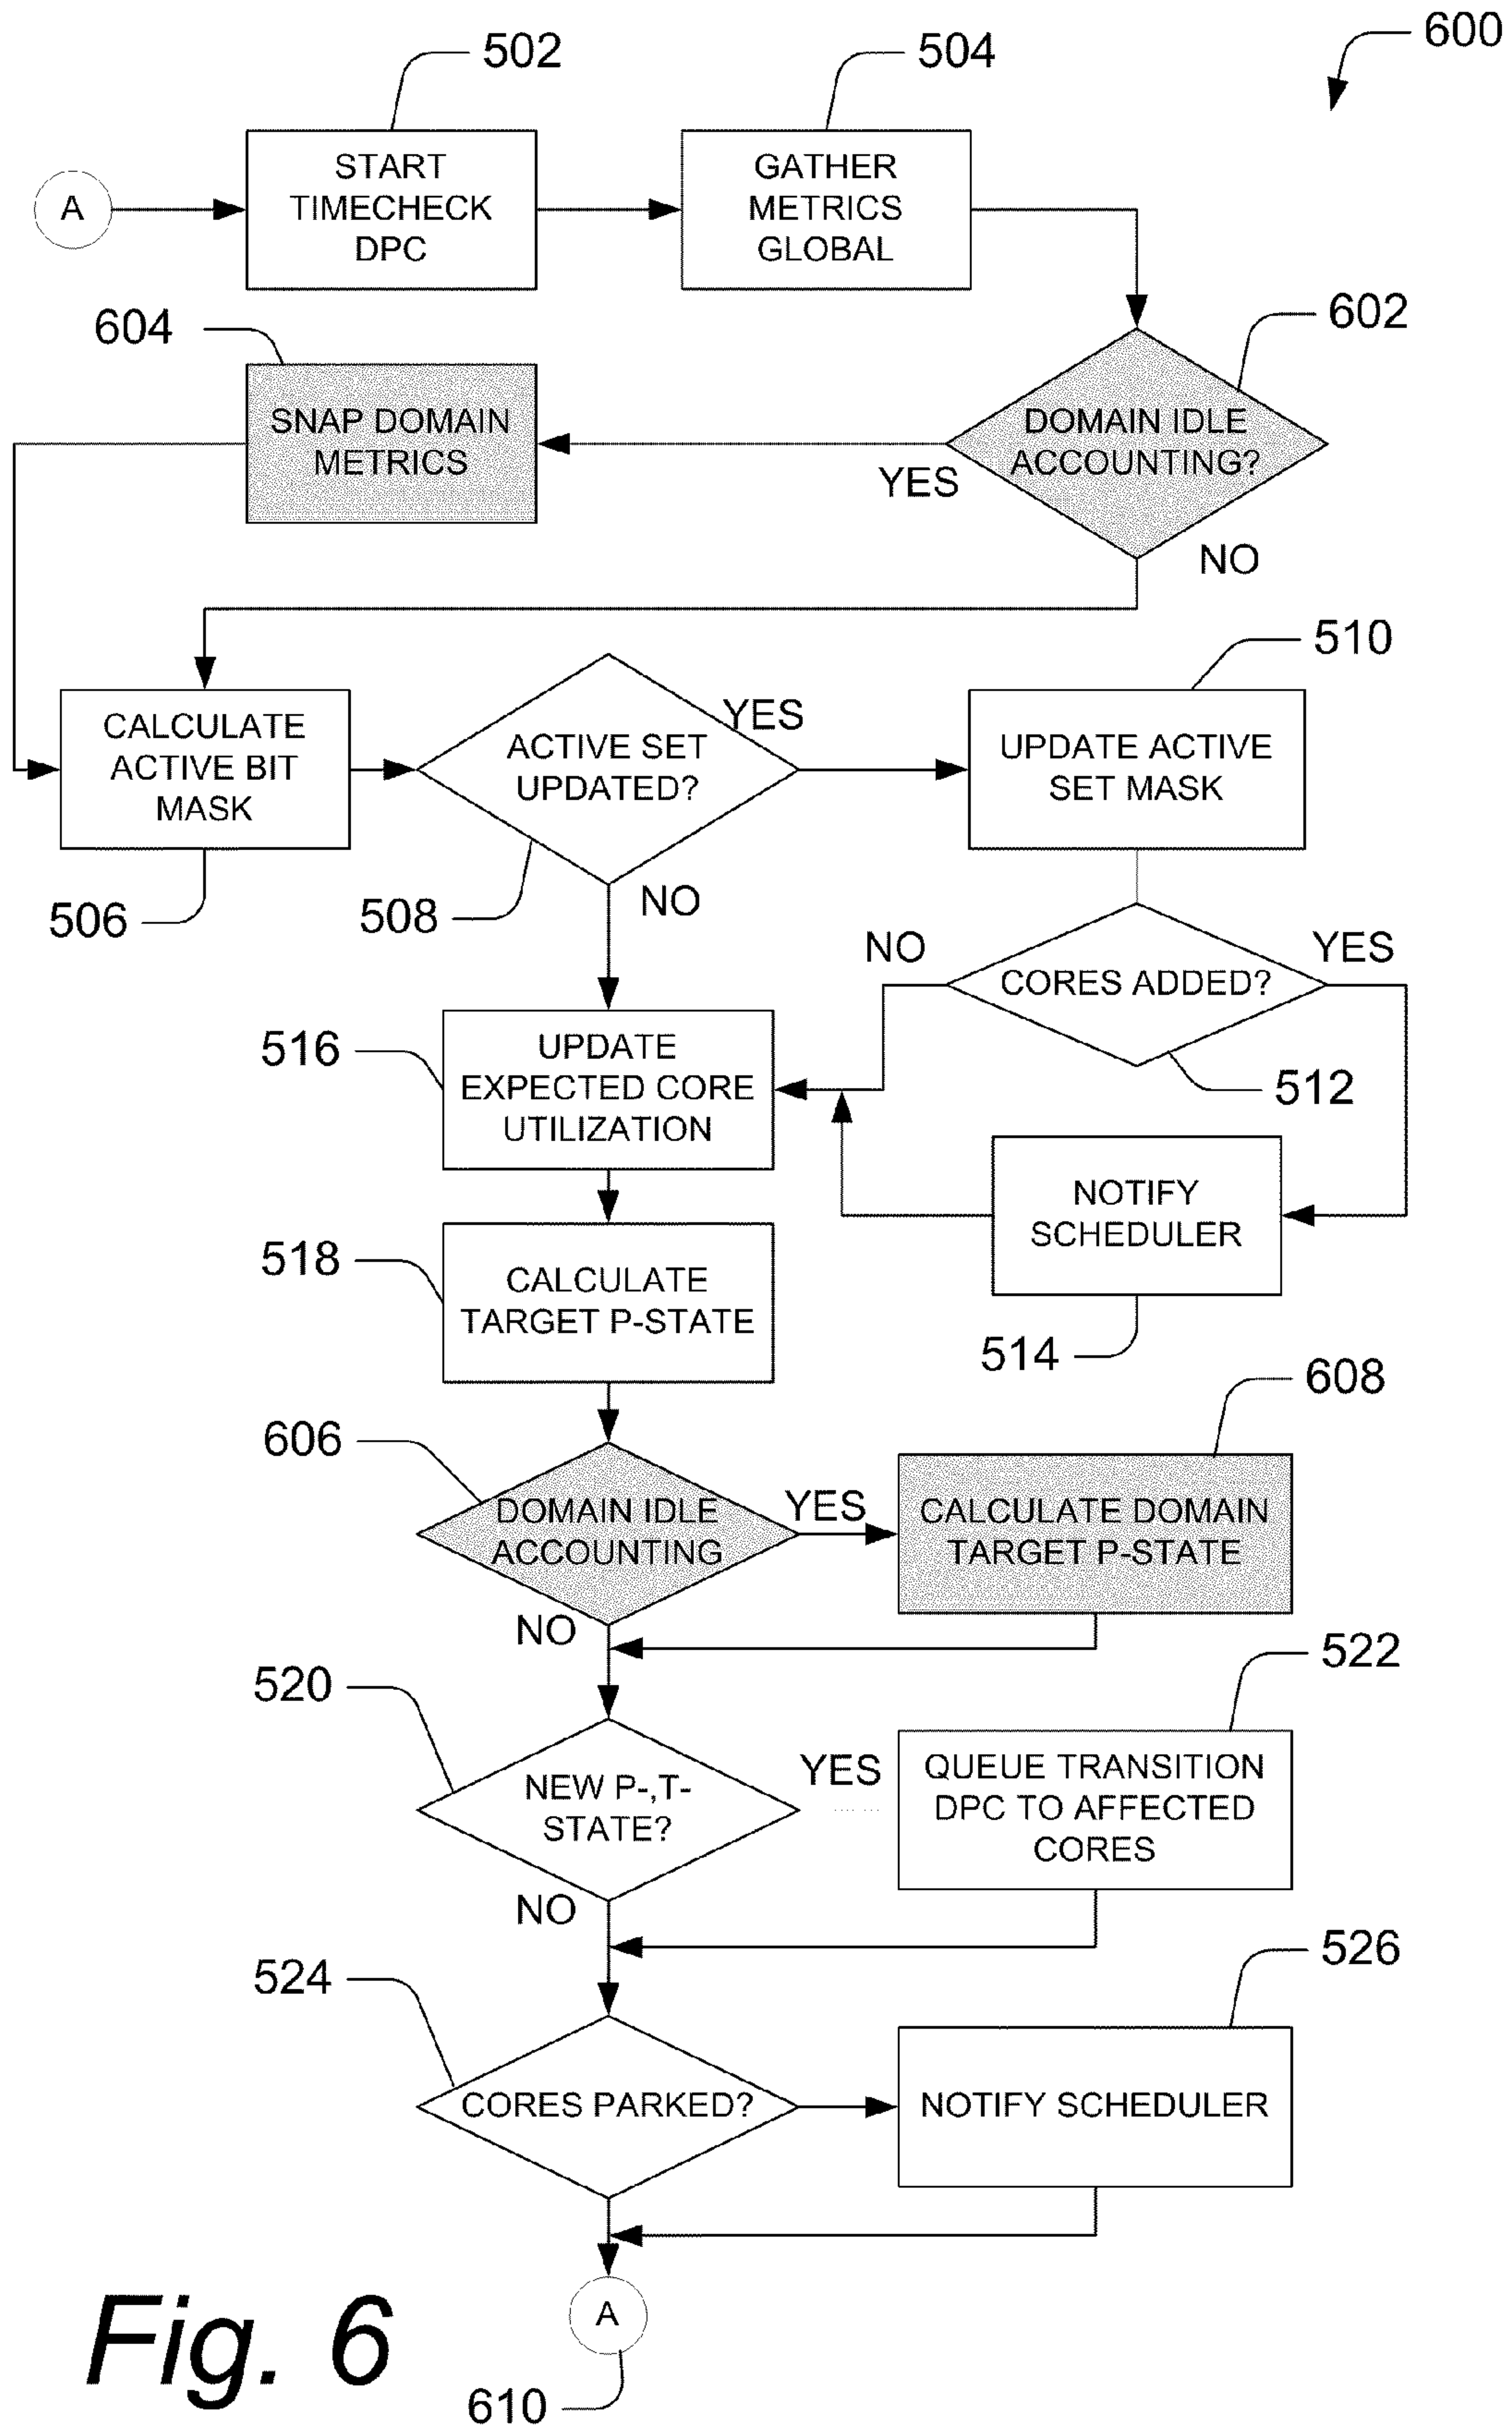 600
502
504
A
START
TIMECHECK
DPC
GATHER
METRICS
GLOBAL
604
602
SNAP DOMAIN
METRICS
DOMAIN IDLE
ACCOUNTING?
YES
NO
510
CALCULATE
ACTIVE BIT
MASK
ACTIVE SET
UPDATED?
YES
UPDATE ACTIVE
SET MASK
506
508
NO
NO
YES
CORES ADDED?
516
UPDATE
EXPECTED CORE
UTILIZATION
512
NOTIFY
SCHEDULER
518
CALCULATE
TARGET P-STATE
514
608
606
DOMAIN IDLE
ACCOUNTING
YES
CALCULATE DOMAIN
TARGET P-STATE
NO
522
520
NEW P-,T-
STATE?
YES
QUEUE TRANSITION
DPC TO AFFECTED
CORES
NO
526
524
CORES PARKED?
NOTIFY SCHEDULER
A
Fig. 6
610